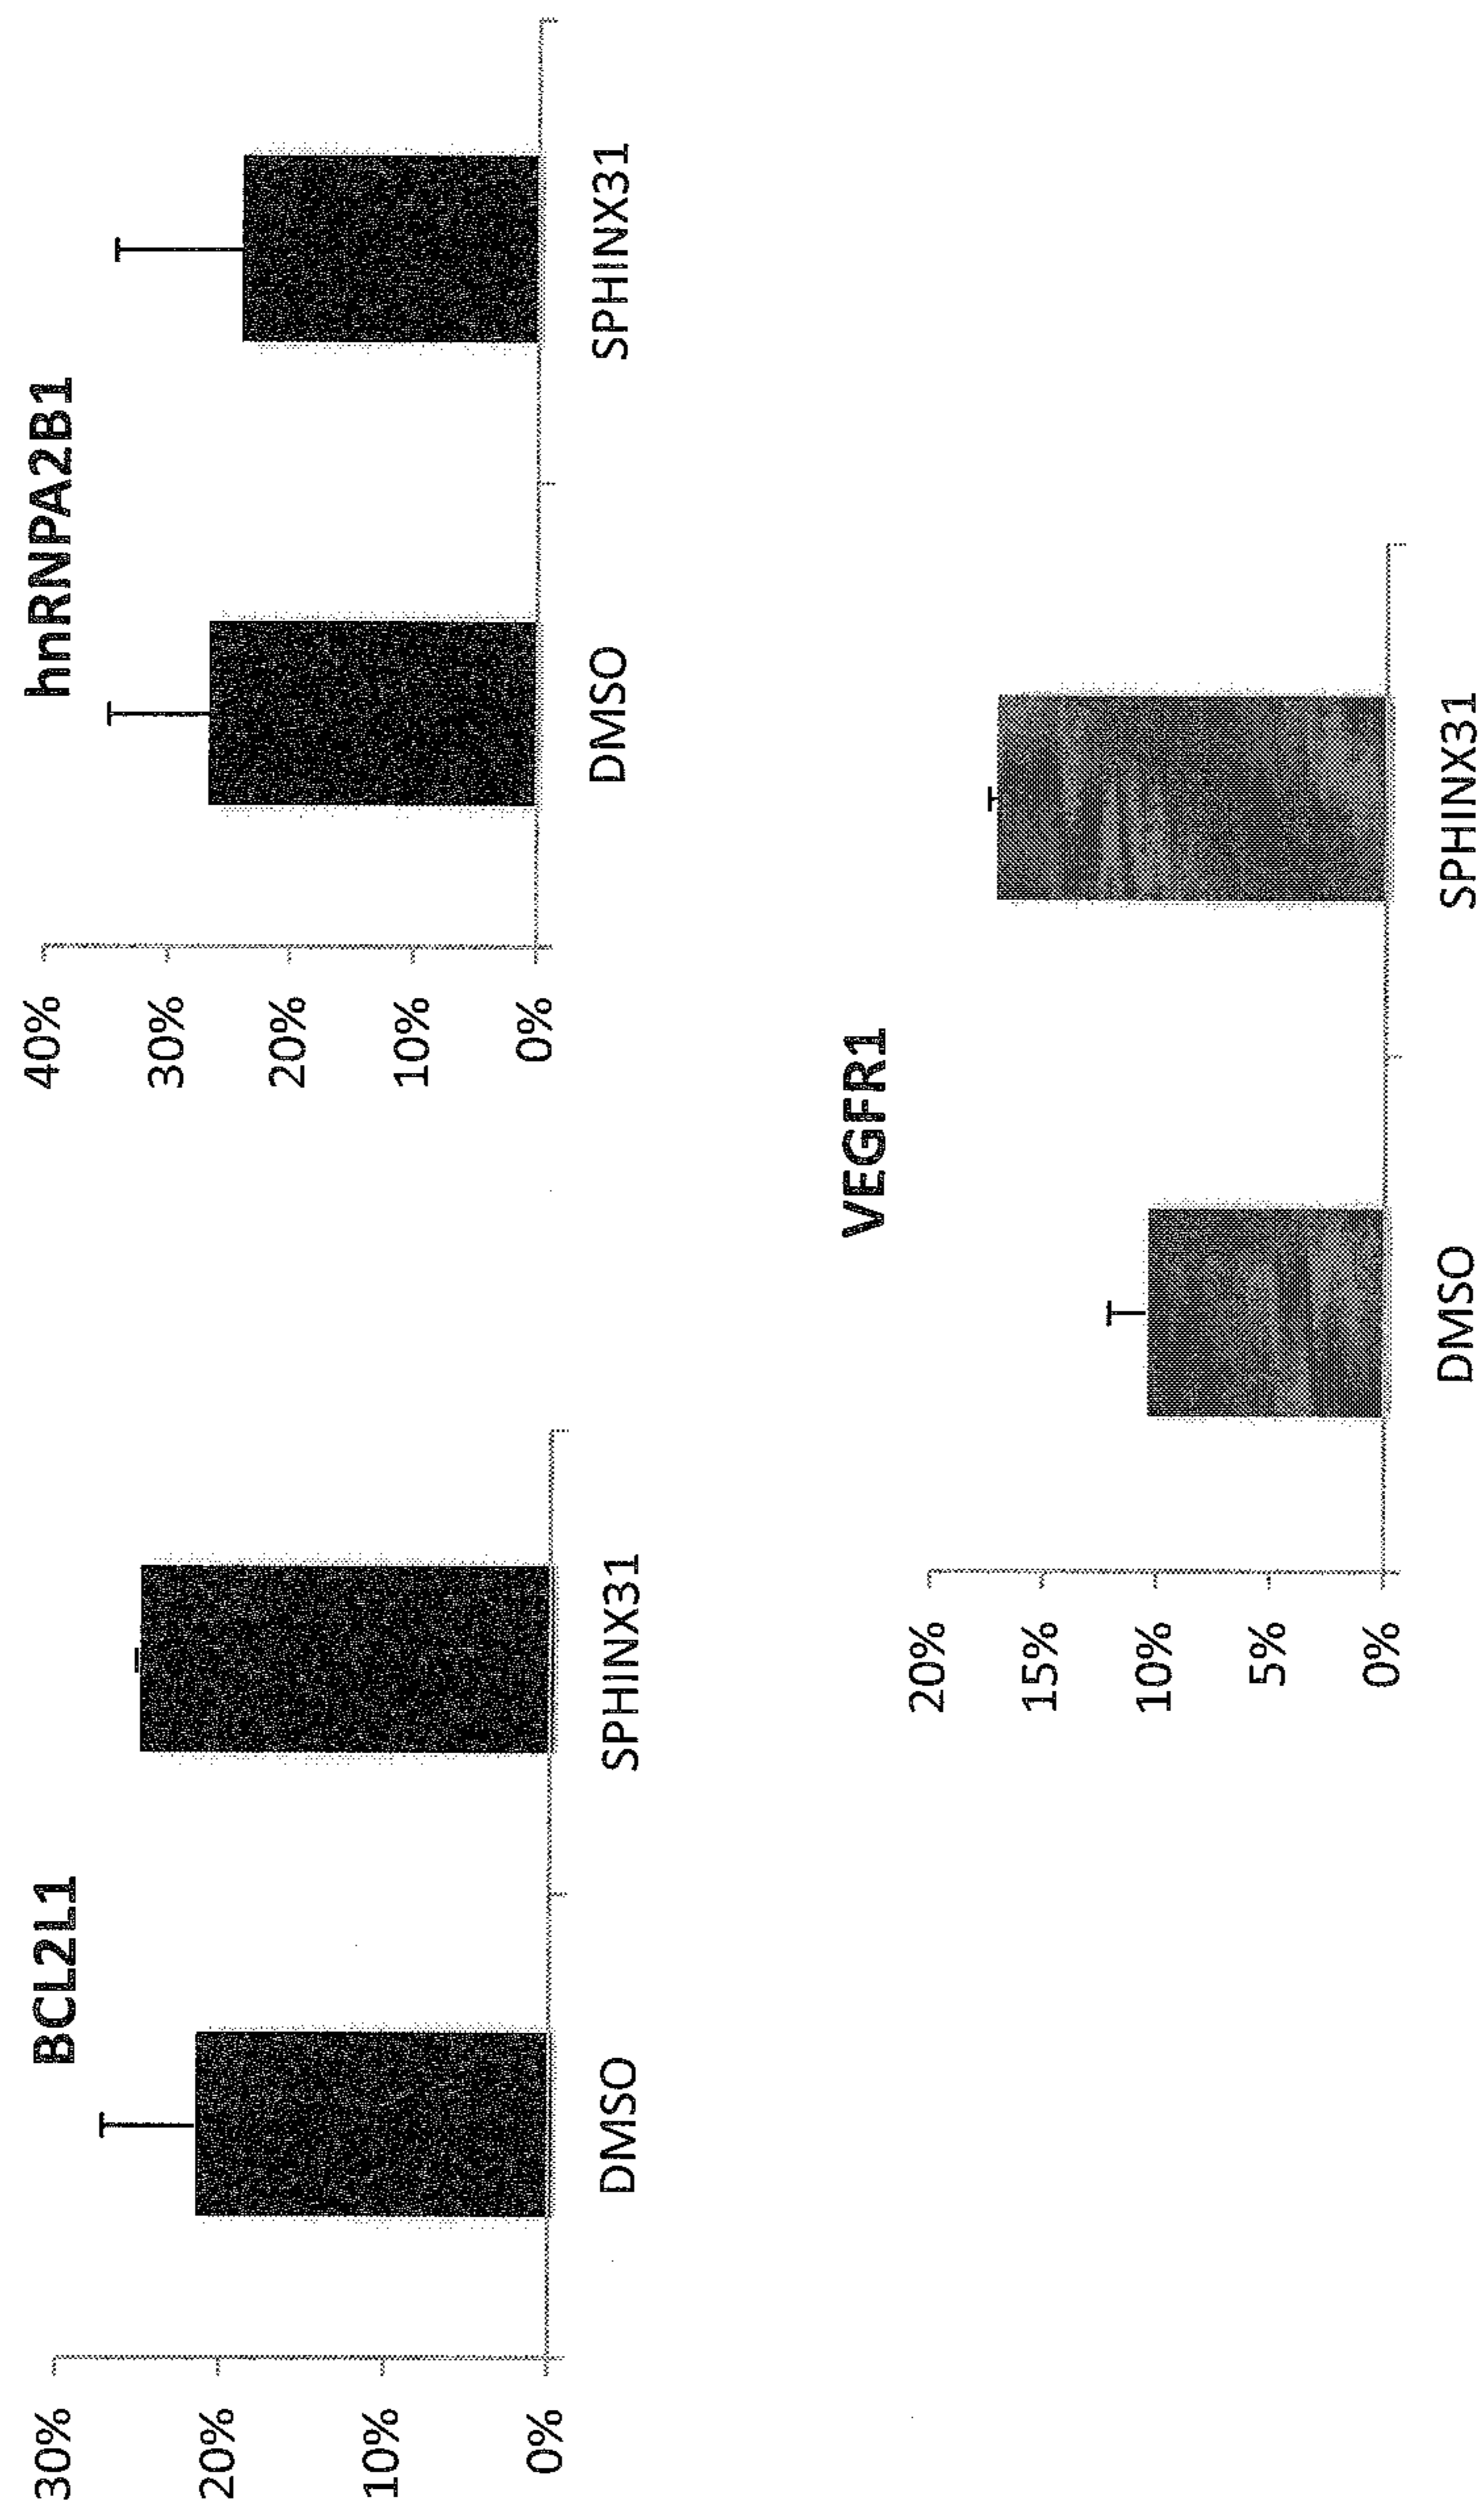 BCL2L1
30%
20%
10%
0%
DMSO
SPHINX31
hnRNPA2B1
40%
30%
20%
10%
0%
DMSO
SPHINX31
VEGFR1
20%
15%
10%
5%
0%
DMSO
SPHINX31